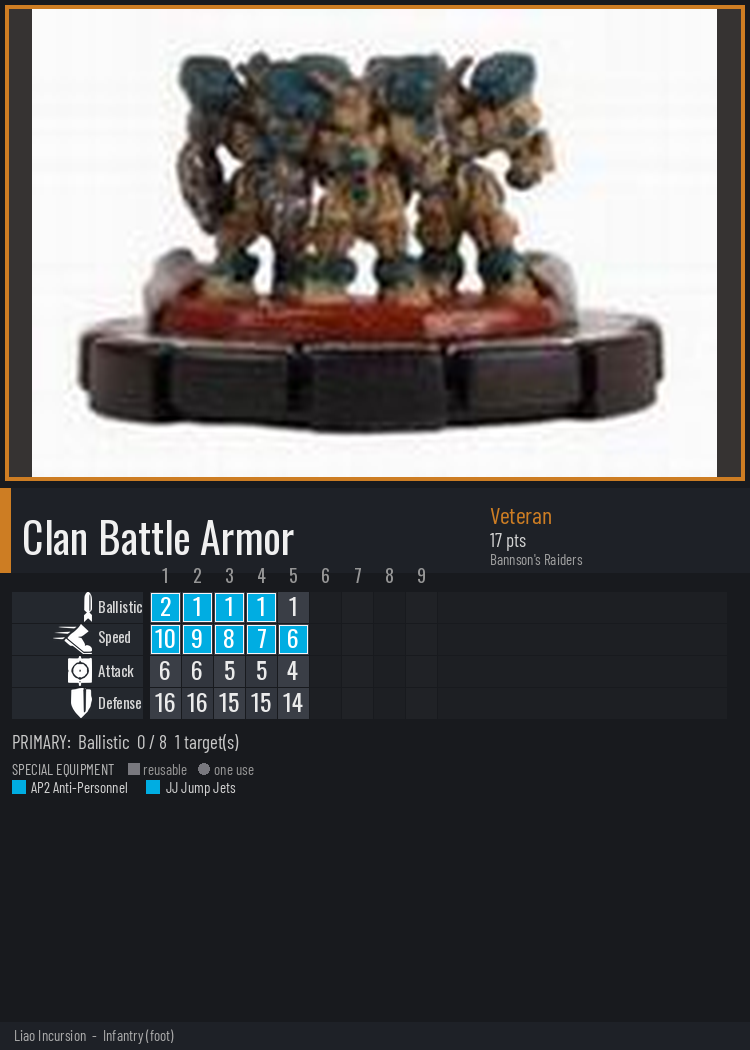 Clan Battle Armor
Veteran
17 pts
Bannson's Raiders
1 2 3 4 5 6 7 8 9
Ballistic 2 1 1 1 1
Speed 10 9 8 7 6
Attack 6 6 5 5 4
Defense 16 16 15 15 14
PRIMARY: Ballistic 0 / 8 1 target(s)
SPECIAL EQUIPMENT reusable one use
AP2 Anti-Personnel JJ Jump Jets
Liao Incursion - Infantry (foot)